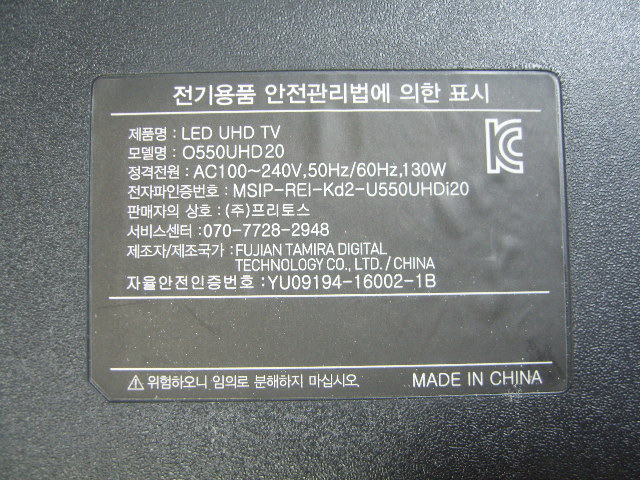 전기용품 안전관리법에 의한 표시
제품명 : LED UHD TV
모델명 : O550UHD20
정격전원 : AC100~240V,50Hz/60Hz,130W
전자파인증번호 : MSIP-REI-Kd2-U550UHDi20
판매자의 상호 : (주)프리토스
서비스센터 : 070-7728-2948
제조자/제조국가 : FUJIAN TAMIRA DIGITAL
TECHNOLOGY CO., LTD. / CHINA
자율안전인증번호 : YU09194-16002-1B
위험하오니 임의로 분해하지 마십시오.
MADE IN CHINA